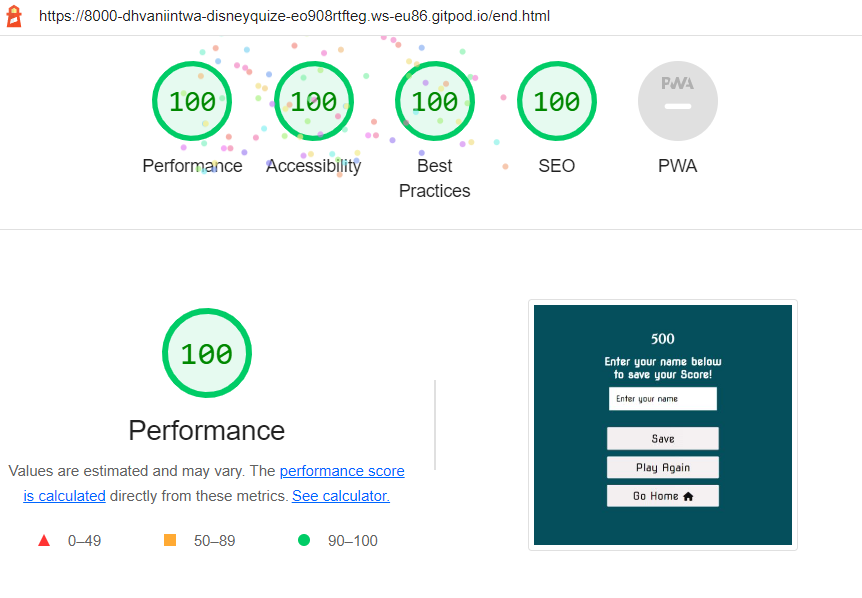 https://8000-dhvaniintwa-disneyquize-eo908rtfteg.ws-eu86.gitpod.io/end.html
100 100 100 100 PWA
Performance Accessibility Best Practices SEO PWA
100
Performance
Values are estimated and may vary. The performance score
is calculated directly from these metrics. See calculator.
0–49 50–89 90–100
500
Enter your name below
to save your Score!
Enter your name
Save
Play Again
Go Home